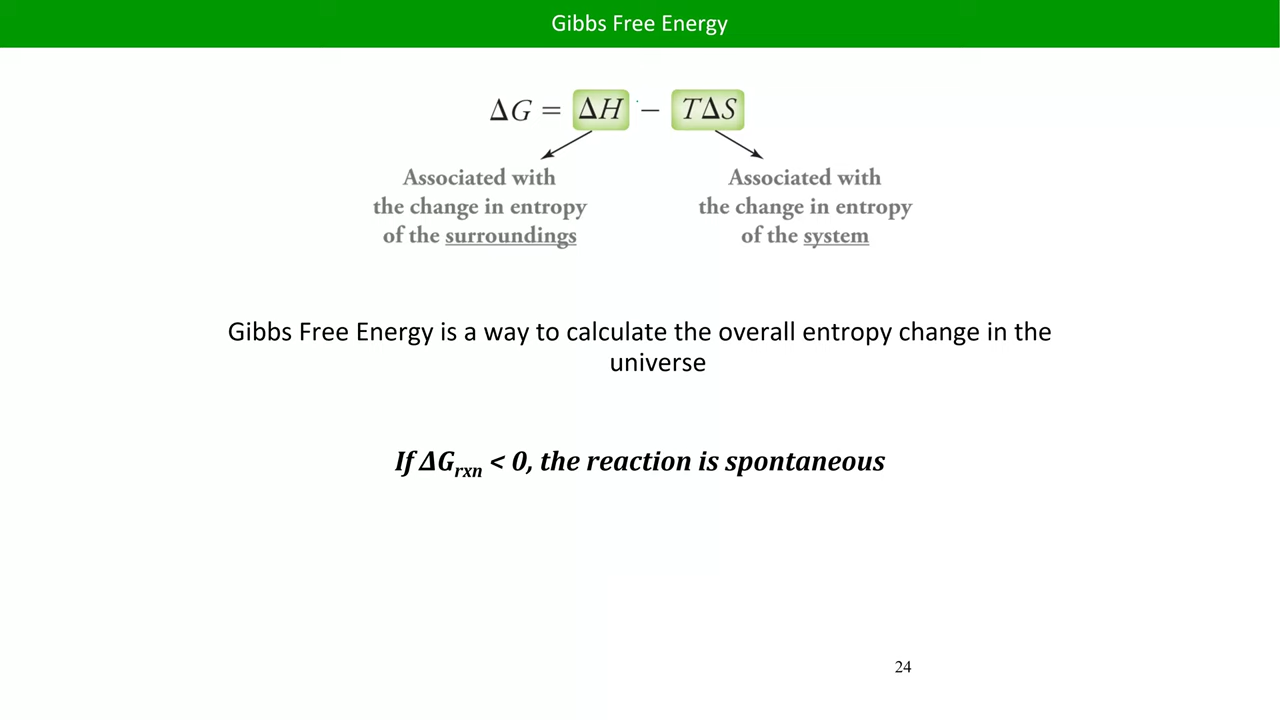 Gibbs Free Energy
ΔG = ΔH − TΔS
Associated with
the change in entropy
of the surroundings
Associated with
the change in entropy
of the system
Gibbs Free Energy is a way to calculate the overall entropy change in the
universe
If ΔGrxn < 0, the reaction is spontaneous
24